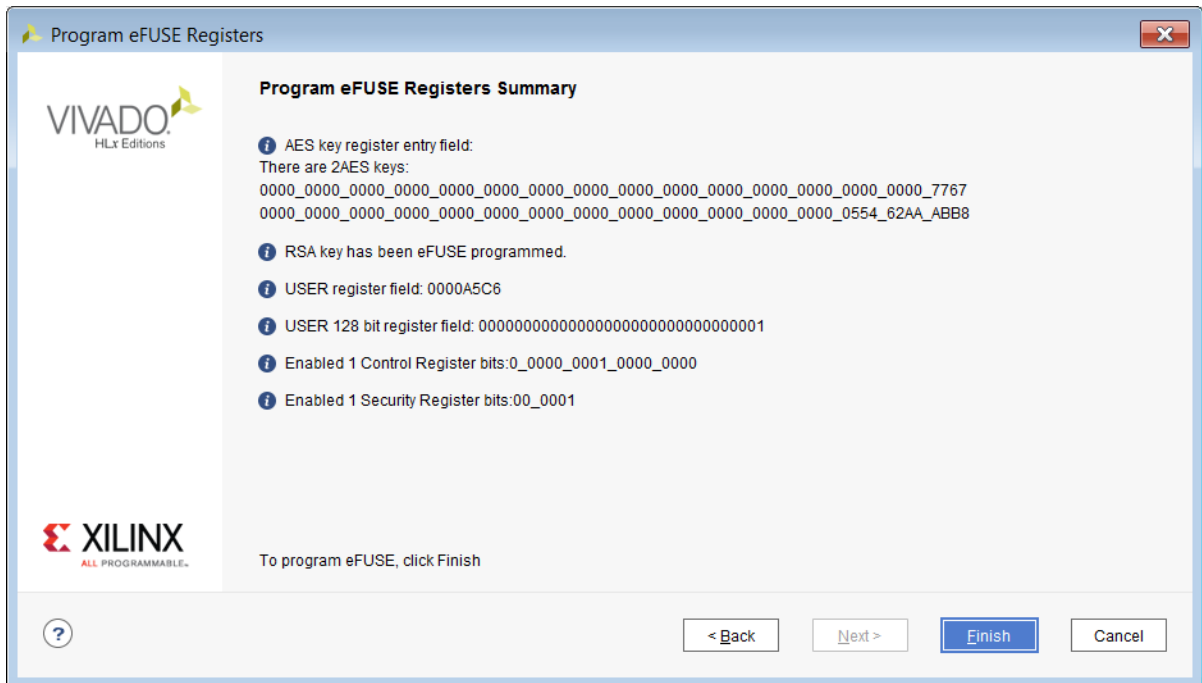 Program eFUSE Registers
VIVADO.
HLx Editions
Program eFUSE Registers Summary
AES key register entry field:
There are 2AES keys:
0000_0000_0000_0000_0000_0000_0000_0000_0000_0000_0000_0000_0000_0000_0000_7767
0000_0000_0000_0000_0000_0000_0000_0000_0000_0000_0000_0000_0000_0554_62AA_ABB8
RSA key has been eFUSE programmed.
USER register field: 0000A5C6
USER 128 bit register field: 00000000000000000000000000000001
Enabled 1 Control Register bits:0_0000_0001_0000_0000
Enabled 1 Security Register bits:00_0001
XILINX
ALL PROGRAMMABLE™
To program eFUSE, click Finish
?
< Back
Next >
Finish
Cancel